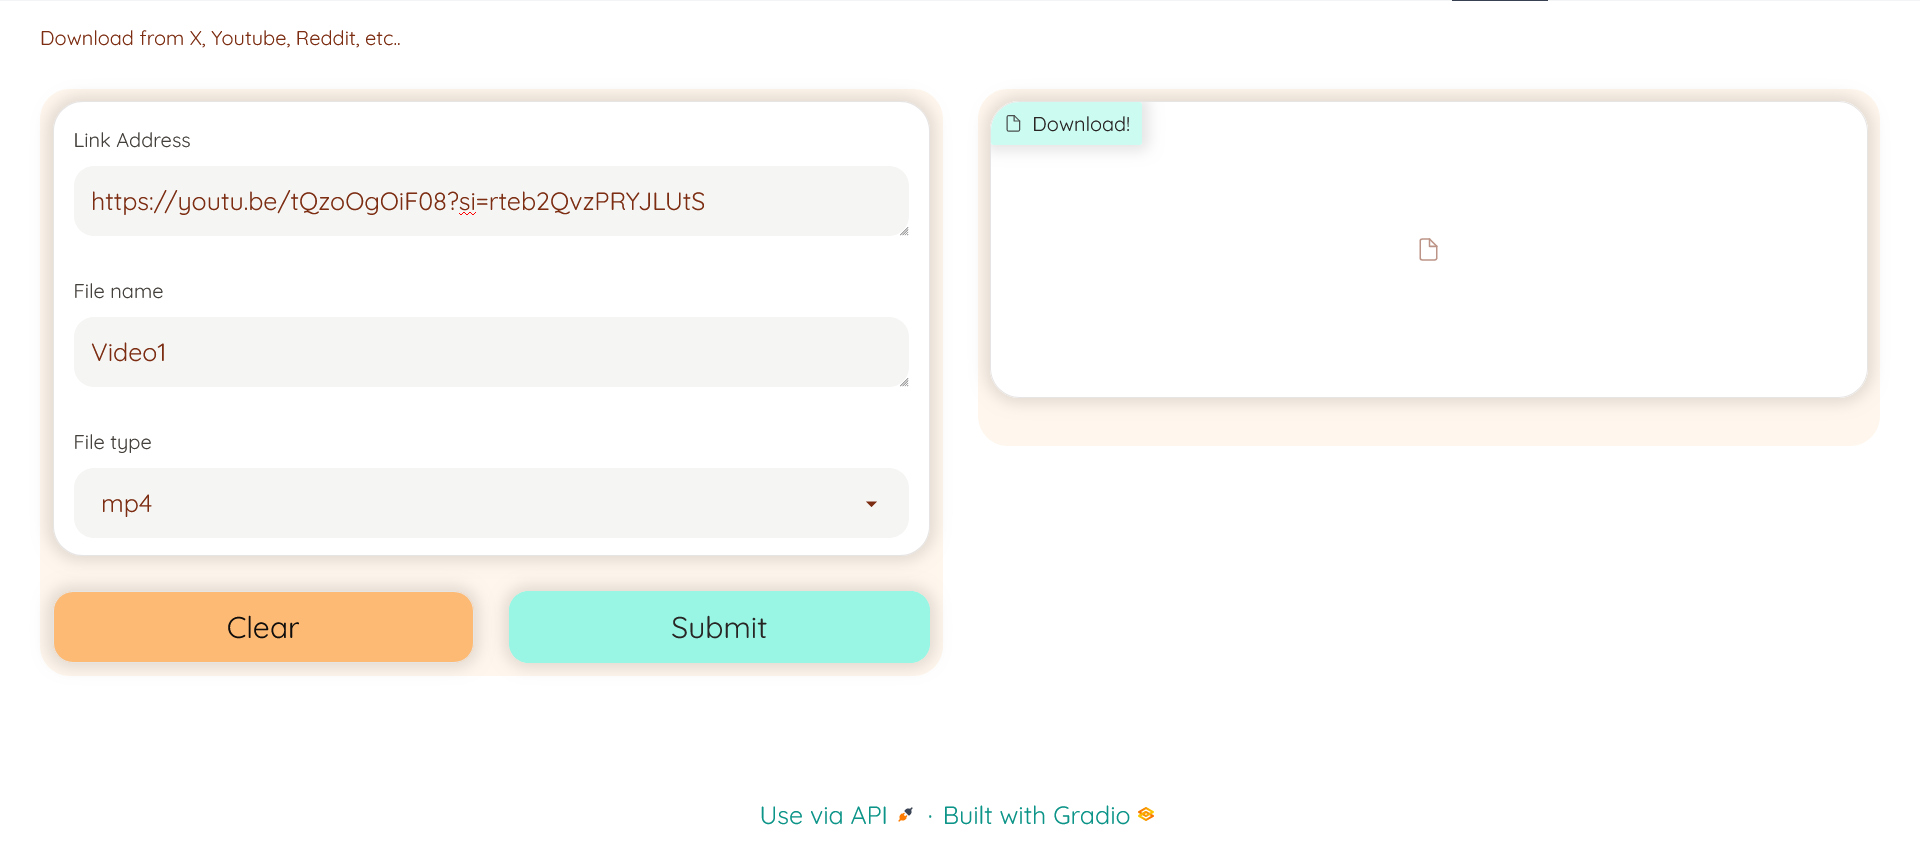 Download from X, Youtube, Reddit, etc..
Link Address
https://youtu.be/tQzoOgOiF08?si=rteb2QvzPRYJLUtS
File name
Video1
File type
mp4
Clear
Submit
Download!
Use via API · Built with Gradio